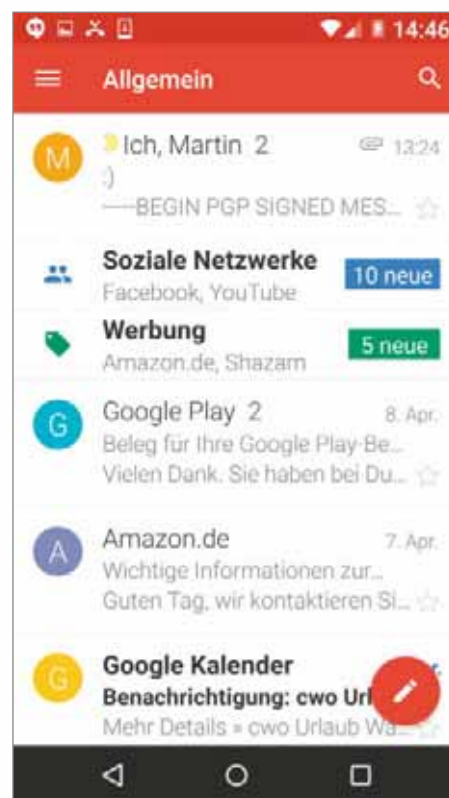 14:46
Allgemein
M
Ich, Martin 2 13:24
:)
-----BEGIN PGP SIGNED MES...
Soziale Netzwerke 10 neue
Facebook, YouTube
Werbung 5 neue
Amazon.de, Shazam
G
Google Play 2 8. Apr.
Beleg für Ihre Google Play-Be...
Vielen Dank. Sie haben bei Du...
A
Amazon.de 7. Apr.
Wichtige Informationen zur...
Guten Tag, wir kontaktieren Si...
G
Google Kalender
Benachrichtigung: cwo Url
Mehr Details » cwo Urlaub Wa...